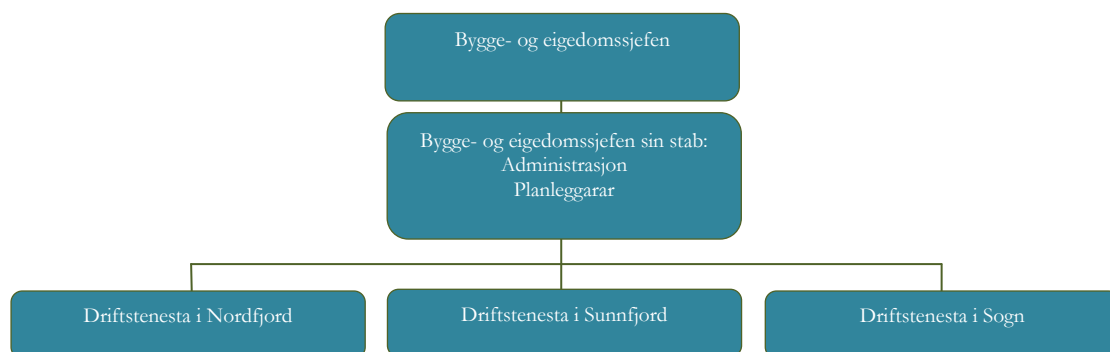 Bygge- og eigedomssjefen
Bygge- og eigedomssjefen sin stab:
Administrasjon
Planleggarar
Driftstenesta i Nordfjord
Driftstenesta i Sunnfjord
Driftstenesta i Sogn